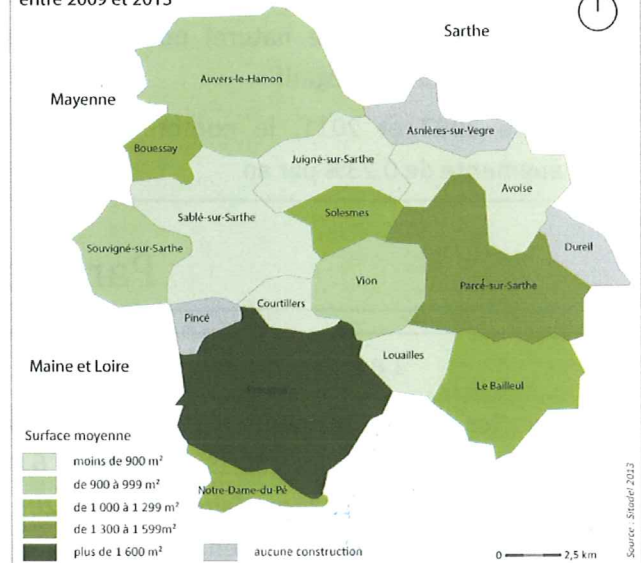 entre 2009 et 2013
Sarthe
Mayenne
Auvers-le-Hamon
Asnières-sur-Vegre
Bouessay
Juigné-sur-Sarthe
Avoise
Sablé-sur-Sarthe
Solesmes
Souvigné-sur-Sarthe
Dureil
Vion
Parcé-sur-Sarthe
Courtillers
Pincé
Louailles
Maine et Loire
Le Bailleul
Notre-Dame-du-Pé
Surface moyenne
moins de 900 m²
de 900 à 999 m²
de 1 000 à 1 299 m²
de 1 300 à 1 599m²
plus de 1 600 m²
aucune construction
0
2,5 km
Source : Sitadel 2013